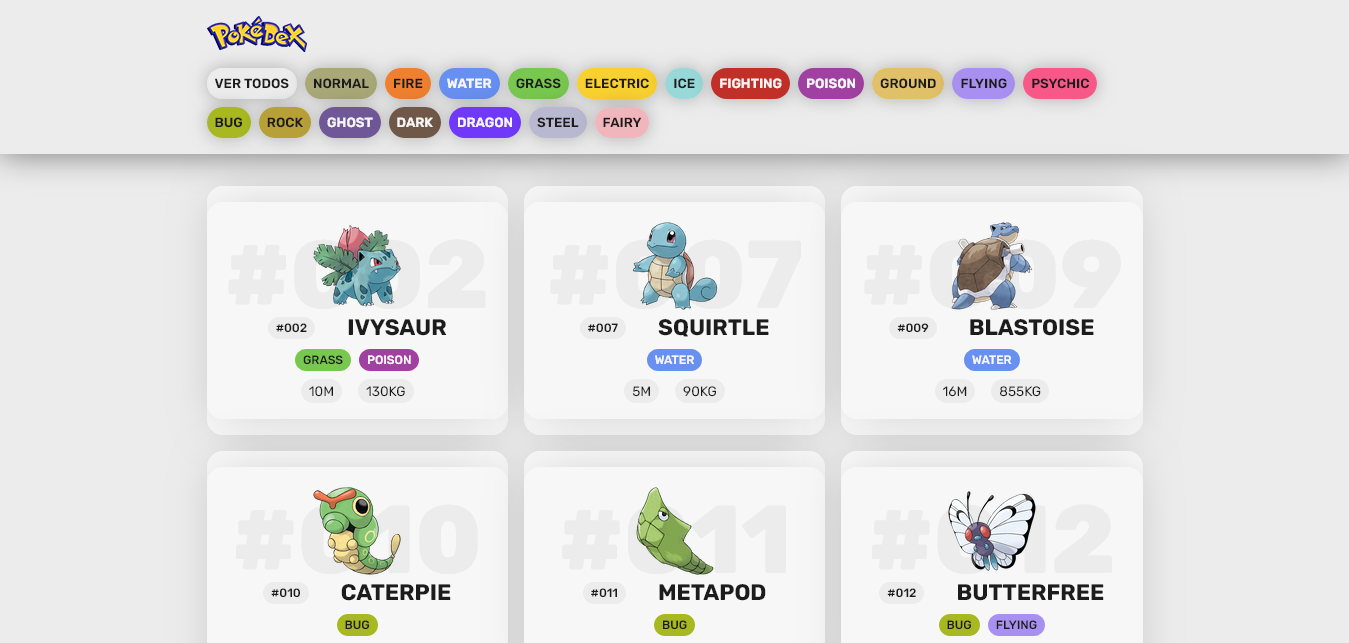 PoKéDeX
VER TODOS NORMAL FIRE WATER GRASS ELECTRIC ICE FIGHTING POISON GROUND FLYING PSYCHIC
BUG ROCK GHOST DARK DRAGON STEEL FAIRY
#002 #007 #009
#002 IVYSAUR #007 SQUIRTLE #009 BLASTOISE
GRASS POISON WATER WATER
10M 130KG 5M 90KG 16M 855KG
#010 #011 #012
#010 CATERPIE #011 METAPOD #012 BUTTERFREE
BUG BUG BUG FLYING